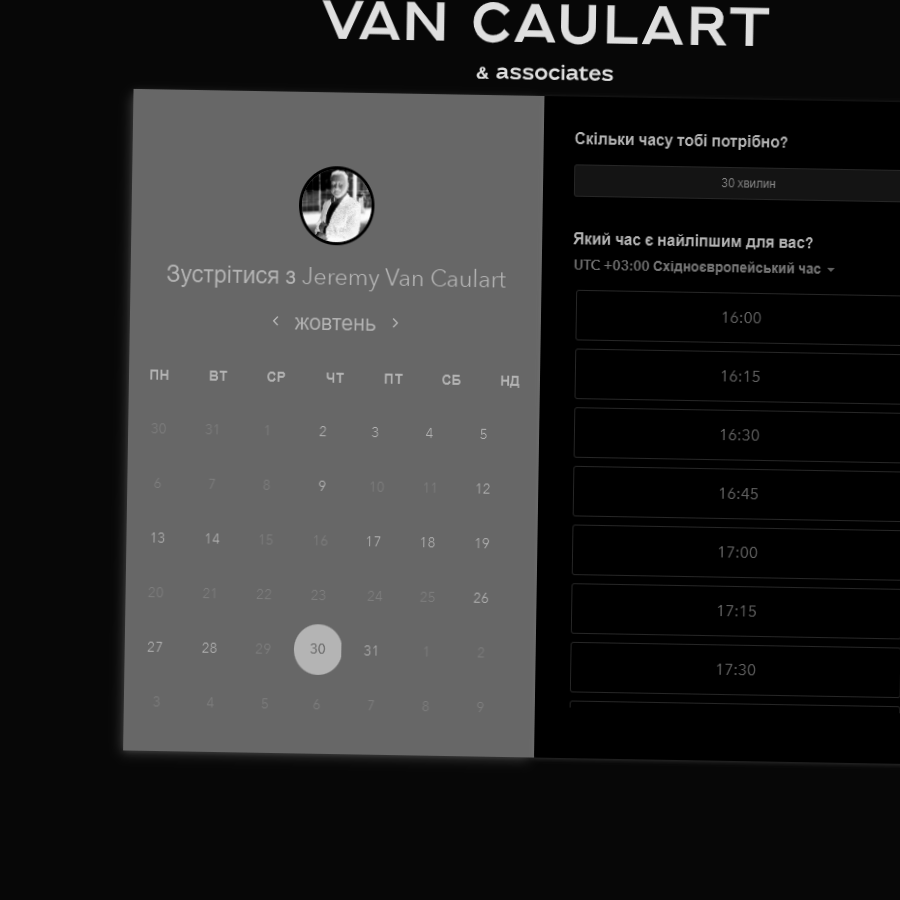 VAN CAULART
& associates
Зустрітися з Jeremy Van Caulart
жовтень
ПН ВТ СР ЧТ ПТ СБ НД
30 31 1 2 3 4 5
6 7 8 9 10 11 12
13 14 15 16 17 18 19
20 21 22 23 24 25 26
27 28 29 30 31 1 2
3 4 5 6 7 8 9
Скільки часу тобі потрібно?
30 хвилин
Який час є найліпшим для вас?
UTC +03:00 Східноєвропейський час
16:00
16:15
16:30
16:45
17:00
17:15
17:30